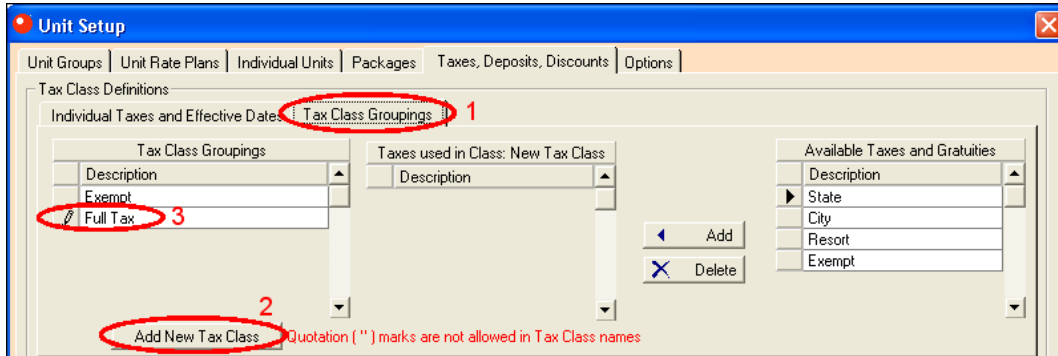 Unit Setup
Unit Groups Unit Rate Plans Individual Units Packages Taxes, Deposits, Discounts Options
Tax Class Definitions
Individual Taxes and Effective Dates Tax Class Groupings 1
Tax Class Groupings
Description
Exempt
Full Tax 3
Taxes used in Class: New Tax Class
Description
Add
Delete
Available Taxes and Gratuities
Description
State
City
Resort
Exempt
2
Add New Tax Class Quotation ( " ) marks are not allowed in Tax Class names